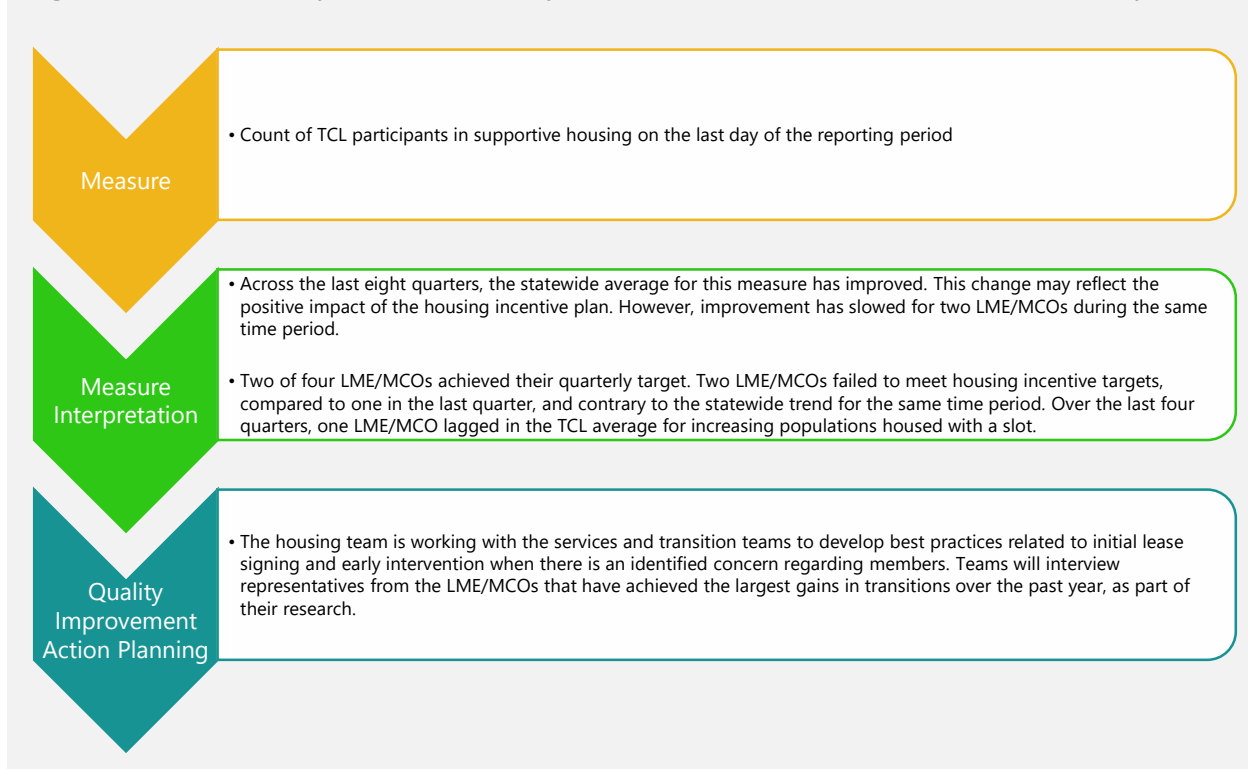 Measure
• Count of TCL participants in supportive housing on the last day of the reporting period
Measure
Interpretation
• Across the last eight quarters, the statewide average for this measure has improved. This change may reflect the
positive impact of the housing incentive plan. However, improvement has slowed for two LME/MCOs during the same
time period.
• Two of four LME/MCOs achieved their quarterly target. Two LME/MCOs failed to meet housing incentive targets,
compared to one in the last quarter, and contrary to the statewide trend for the same time period. Over the last four
quarters, one LME/MCO lagged in the TCL average for increasing populations housed with a slot.
Quality
Improvement
Action Planning
• The housing team is working with the services and transition teams to develop best practices related to initial lease
signing and early intervention when there is an identified concern regarding members. Teams will interview
representatives from the LME/MCOs that have achieved the largest gains in transitions over the past year, as part of
their research.